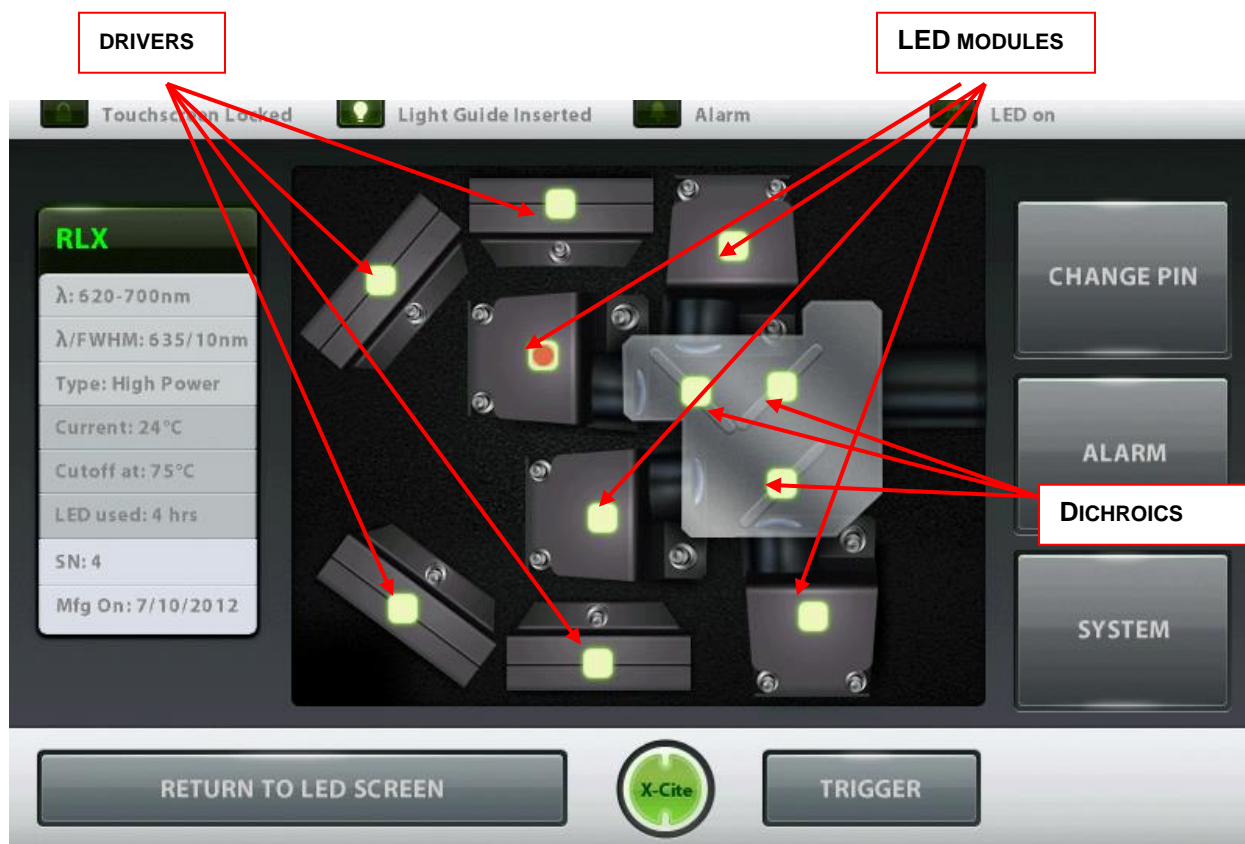 DRIVERS
LED MODULES
Touchscreen Locked
Light Guide Inserted
Alarm
LED on
RLX
λ: 620-700nm
λ/FWHM: 635/10nm
Type: High Power
Current: 24°C
Cutoff at: 75°C
LED used: 4 hrs
SN: 4
Mfg On: 7/10/2012
CHANGE PIN
ALARM
DICHROICS
SYSTEM
RETURN TO LED SCREEN
X-Cite
TRIGGER